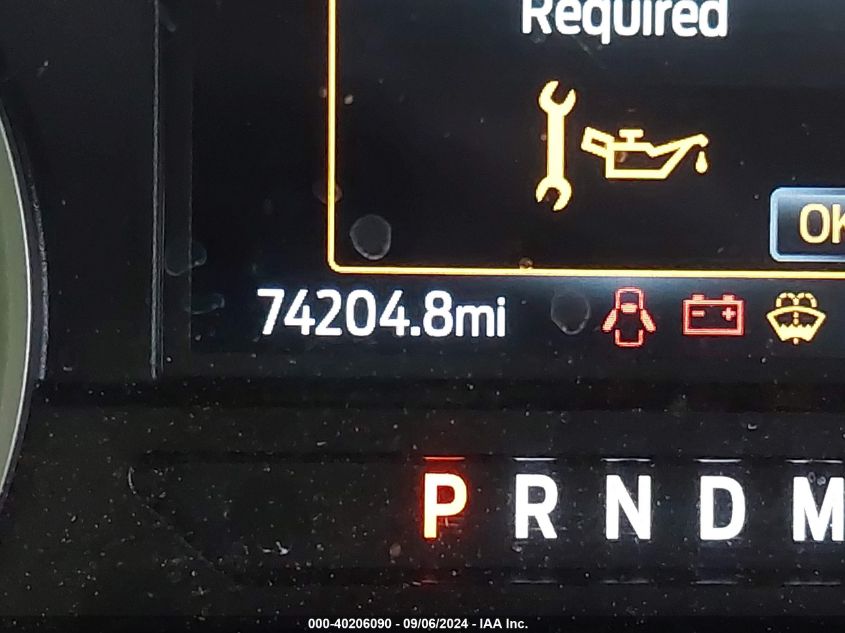 Required
OK
74204.8mi
P R N D M
000-40206090 - 09/06/2024 - IAA Inc.